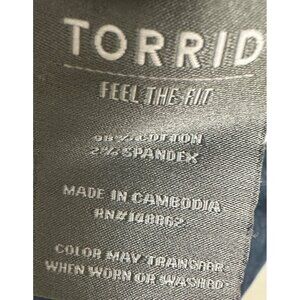 TORRID
FEEL THE FIT
98% COTTON
2% SPANDEX
MADE IN CAMBODIA
RN#148862
COLOR MAY TRANSFER
WHEN WORN OR WASHED